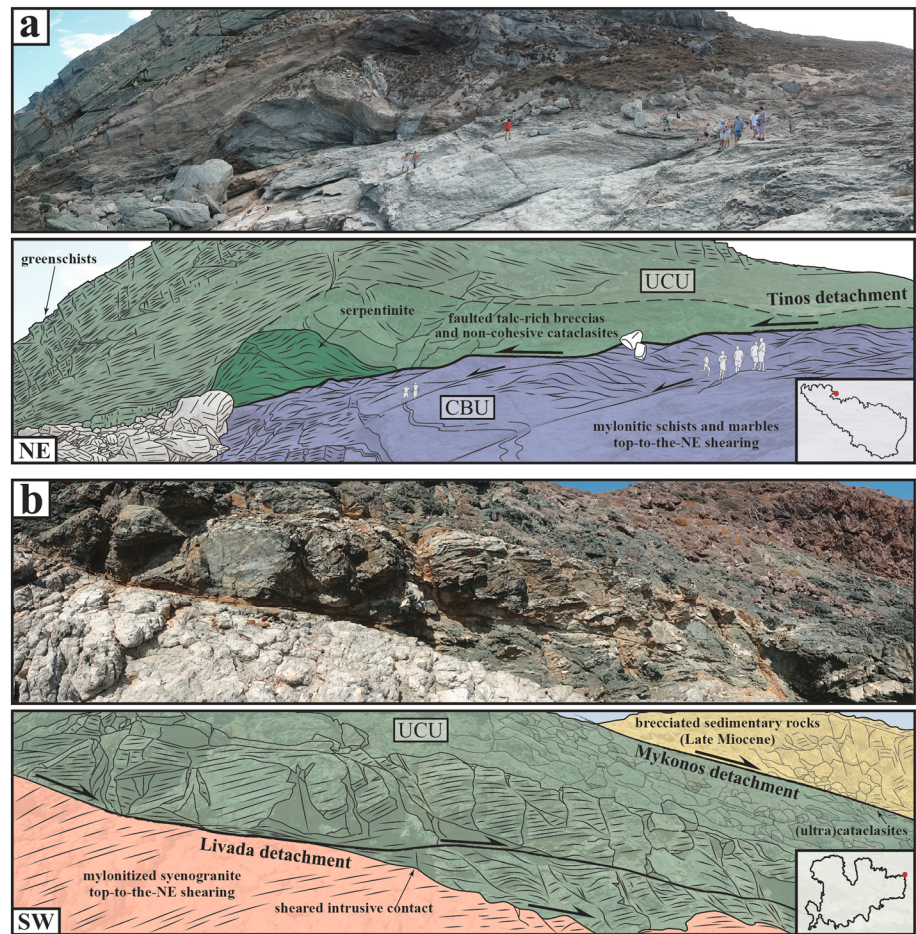 a
greenschists
serpentinite
faulted talc-rich breccias
and non-cohesive cataclasites
UCU
Tinos detachment
CBU
mylonitic schists and marbles
top-to-the-NE shearing
NE
b
UCU
brecciated sedimentary rocks
(Late Miocene)
Mykonos detachment
(ultra)cataclasites
Livada detachment
mylonitized syenogranite
top-to-the-NE shearing
sheared intrusive contact
SW